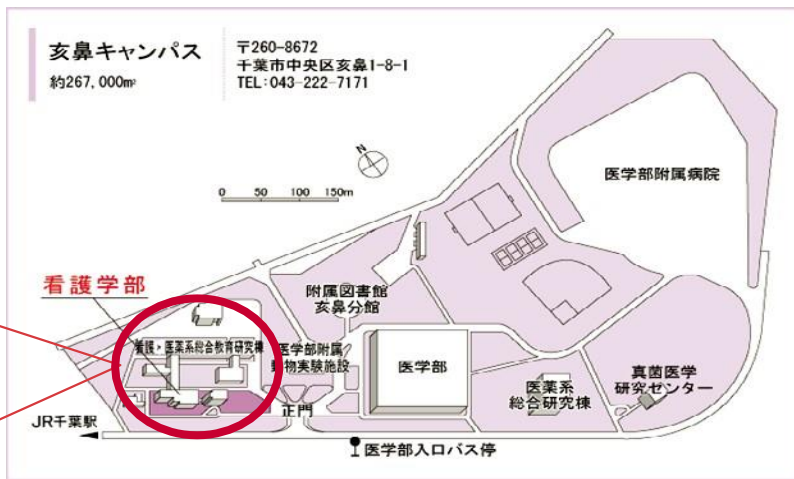 亥鼻キャンパス
約267,000㎡
〒260-8672
千葉市中央区亥鼻1-8-1
TEL:043-222-7171
N
0 50 100 150m
医学部附属病院
看護学部
附属図書館
亥鼻分館
看護・医薬系総合教育研究棟
医学部附属
動物実験施設
医学部
医薬系
総合研究棟
真菌医学
研究センター
正門
JR千葉駅
医学部入口バス停